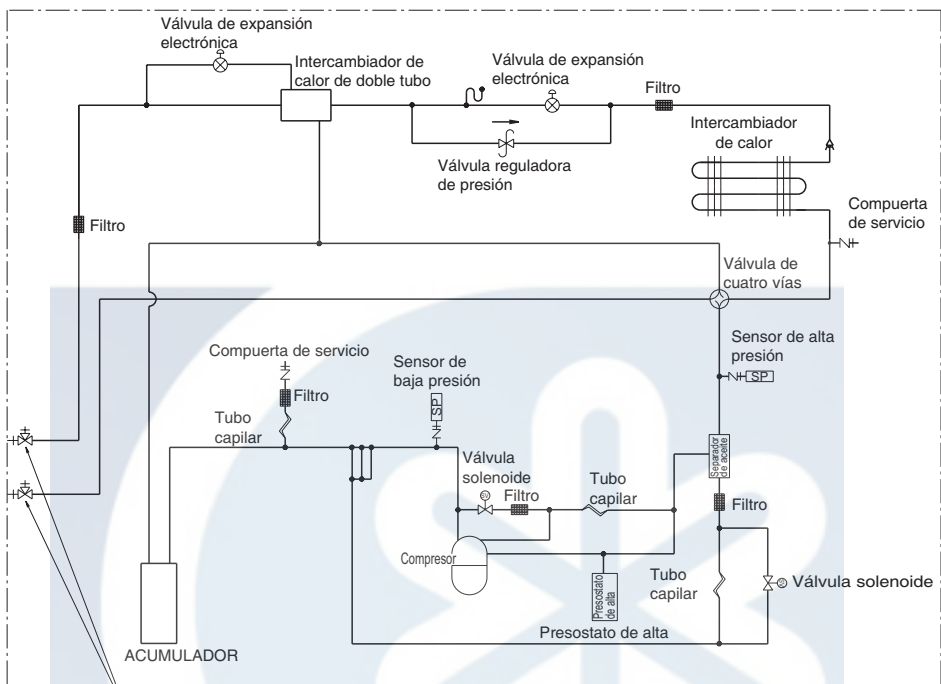 Válvula de expansión
electrónica
Intercambiador de
calor de doble tubo
Válvula de expansión
electrónica
Filtro
Intercambiador
de calor
Válvula reguladora
de presión
Filtro
Compuerta
de servicio
Válvula de
cuatro vías
Sensor de alta
presión
SP
Compuerta de servicio
Sensor de
baja presión
SP
Filtro
Tubo
capilar
Válvula
solenoide
SV
Filtro
Tubo
capilar
Separador
de aceite
Filtro
Compresor
Presostato
de alta
Tubo
capilar
Válvula solenoide
Presostato de alta
ACUMULADOR